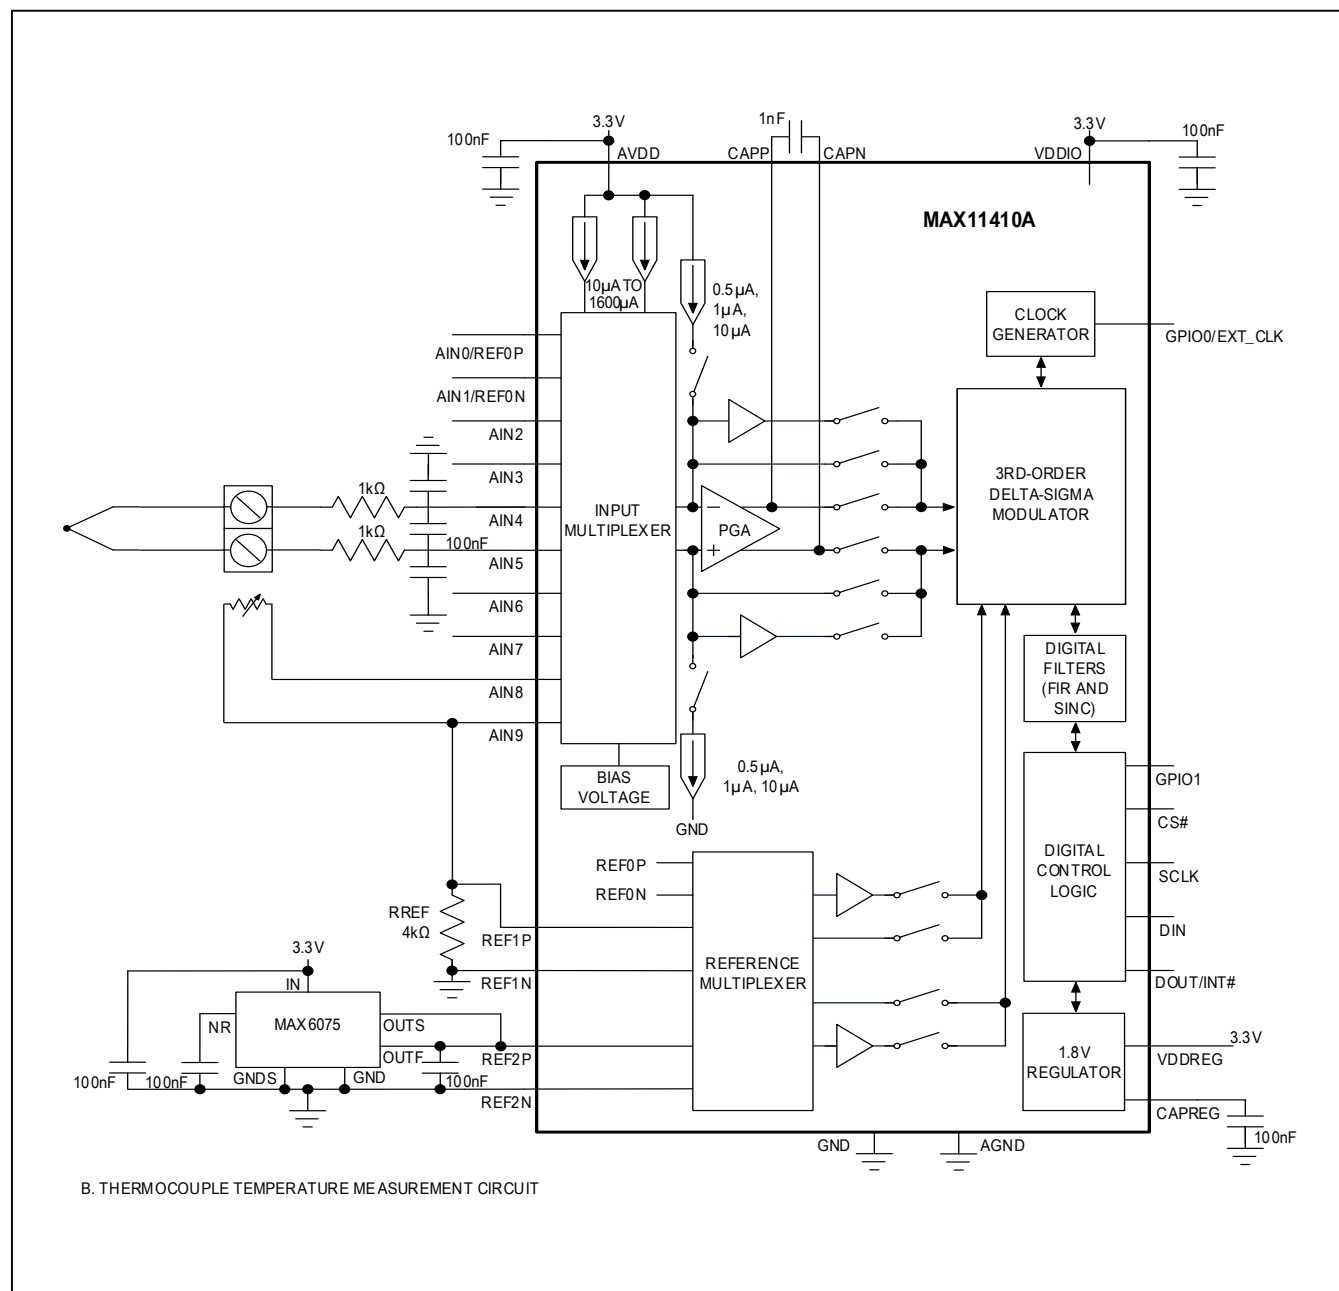 3.3V
100nF
AVDD
1nF
CAPP
CAPN
3.3V
100nF
VDDIO
MAX11410A
10µA TO
1600µA
0.5µA,
1µA,
10µA
CLOCK
GENERATOR
GPIO0/EXT_CLK
AIN0/REF0P
AIN1/REF0N
AIN2
AIN3
1kΩ
AIN4
1kΩ
100nF
AIN5
AIN6
AIN7
AIN8
AIN9
INPUT
MULTIPLEXER
−
PGA
+
3RD-ORDER
DELTA-SIGMA
MODULATOR
DIGITAL
FILTERS
(FIR AND
SINC)
BIAS
VOLTAGE
0.5µA,
1µA, 10µA
GND
GPIO1
CS#
SCLK
DIN
DOUT/INT#
DIGITAL
CONTROL
LOGIC
REF0P
REF0N
RREF
4kΩ
REF1P
REF1N
REFERENCE
MULTIPLEXER
3.3V
IN
NR
MAX6075
OUTS
OUTF
REF2P
GNDS
GND
100nF
100nF
100nF
REF2N
1.8V
REGULATOR
3.3V
VDDREG
CAPREG
100nF
GND
AGND
B. THERMOCOUPLE TEMPERATURE MEASUREMENT CIRCUIT